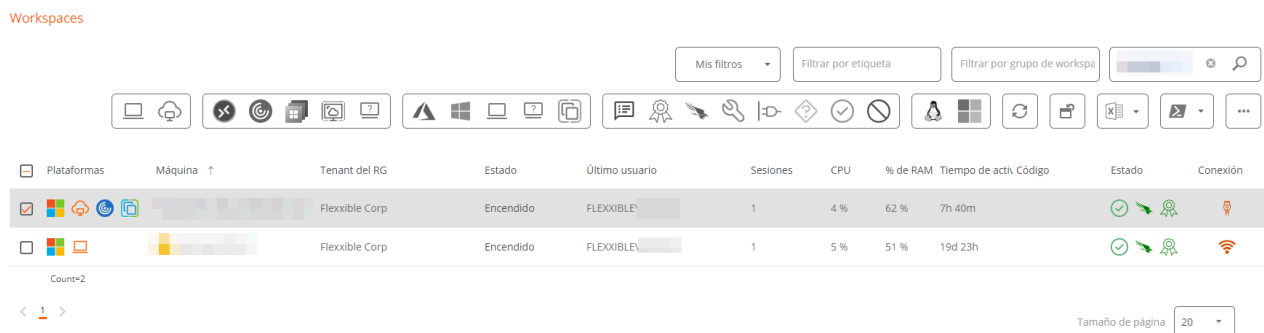 Workspaces
Mis filtros Filtrar por etiqueta Filtrar por grupo de workspa
Plataformas Máquina ↑ Tenant del RG Estado Último usuario Sesiones CPU % de RAM Tiempo de activ Código Estado Conexión
Flexxible Corp Encendido FLEXXIBLE\ 1 4 % 62 % 7h 40m
Flexxible Corp Encendido FLEXXIBLE\ 1 5 % 51 % 19d 23h
Count=2
1
Tamaño de página 20